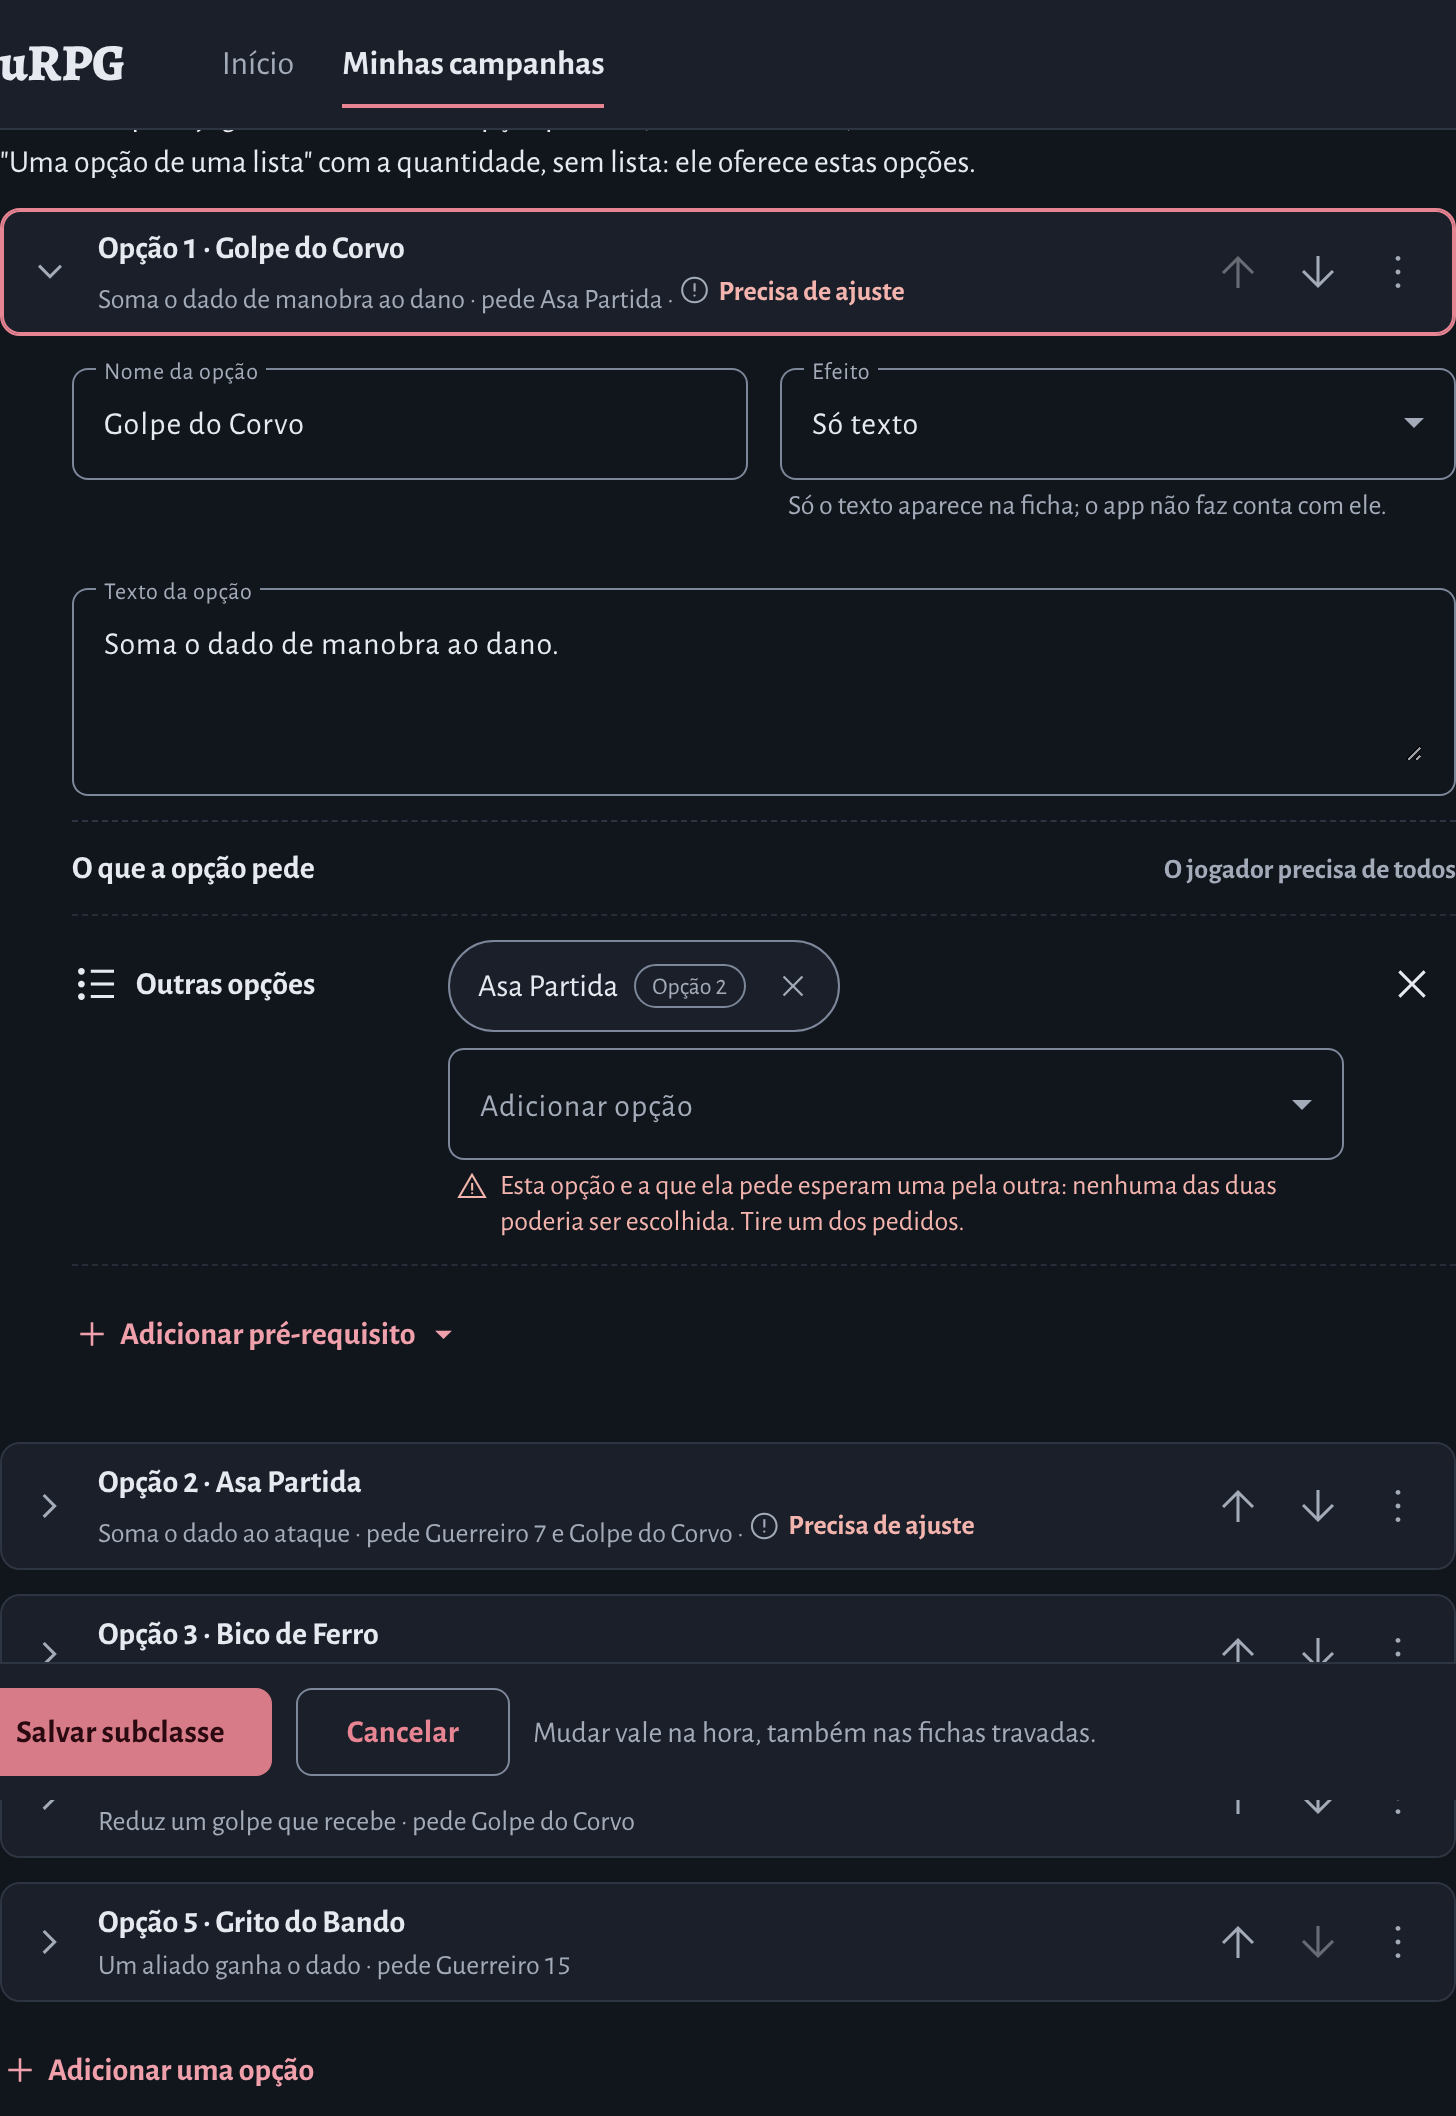 uRPG
Início
Minhas campanhas
"Uma opção de uma lista" com a quantidade, sem lista: ele oferece estas opções.
Opção 1 · Golpe do Corvo
Soma o dado de manobra ao dano · pede Asa Partida · Precisa de ajuste
Nome da opção
Golpe do Corvo
Efeito
Só texto
Só o texto aparece na ficha; o app não faz conta com ele.
Texto da opção
Soma o dado de manobra ao dano.
O que a opção pede
O jogador precisa de todos
Outras opções
Asa Partida Opção 2
Adicionar opção
Esta opção e a que ela pede esperam uma pela outra: nenhuma das duas
poderia ser escolhida. Tire um dos pedidos.
Adicionar pré-requisito
Opção 2 · Asa Partida
Soma o dado ao ataque · pede Guerreiro 7 e Golpe do Corvo · Precisa de ajuste
Opção 3 · Bico de Ferro
Salvar subclasse
Cancelar
Mudar vale na hora, também nas fichas travadas.
Reduz um golpe que recebe · pede Golpe do Corvo
Opção 5 · Grito do Bando
Um aliado ganha o dado · pede Guerreiro 15
Adicionar uma opção